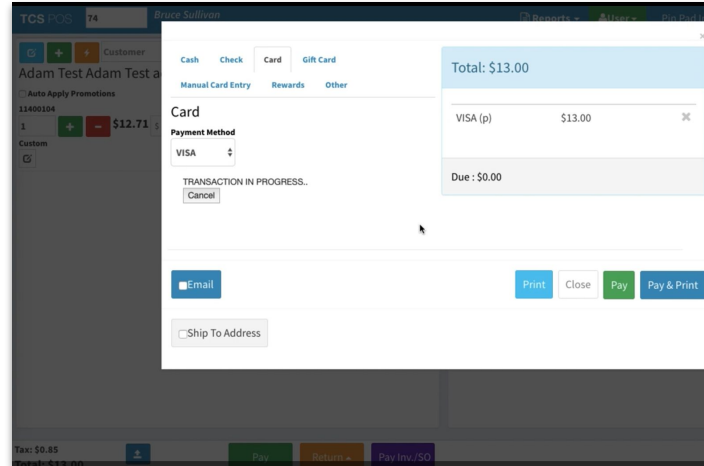 TCS POS 74 Bruce Sullivan Reports User Pin Pad
Customer
Adam Test Adam Test
Auto Apply Promotions
11400104
1 + - $12.71
Custom
Cash Check Card Gift Card
Manual Card Entry Rewards Other
Card
Payment Method
VISA
TRANSACTION IN PROGRESS..
Cancel
Total: $13.00
VISA (p) $13.00
Due : $0.00
Email
Print Close Pay Pay & Print
Ship To Address
Tax: $0.85
Total: $13.00
Pay Return Pay Inv./SO